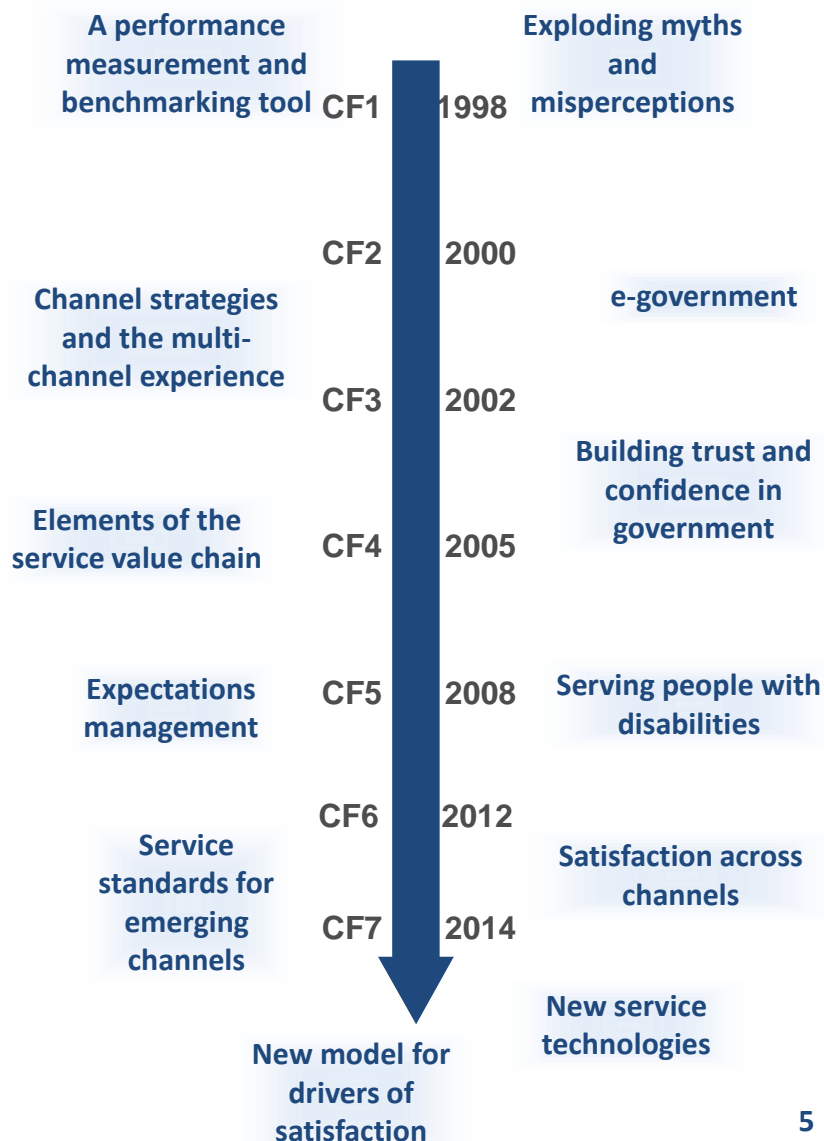 A performance
measurement and
benchmarking tool
Exploding myths
and
misperceptions
CF1 1998
CF2 2000
Channel strategies
and the multi-
channel experience
e-government
CF3 2002
Building trust and
confidence in
government
Elements of the
service value chain
CF4 2005
Expectations
management
CF5 2008
Serving people with
disabilities
CF6 2012
Service
standards for
emerging
channels
Satisfaction across
channels
CF7 2014
New service
technologies
New model for
drivers of
satisfaction
5